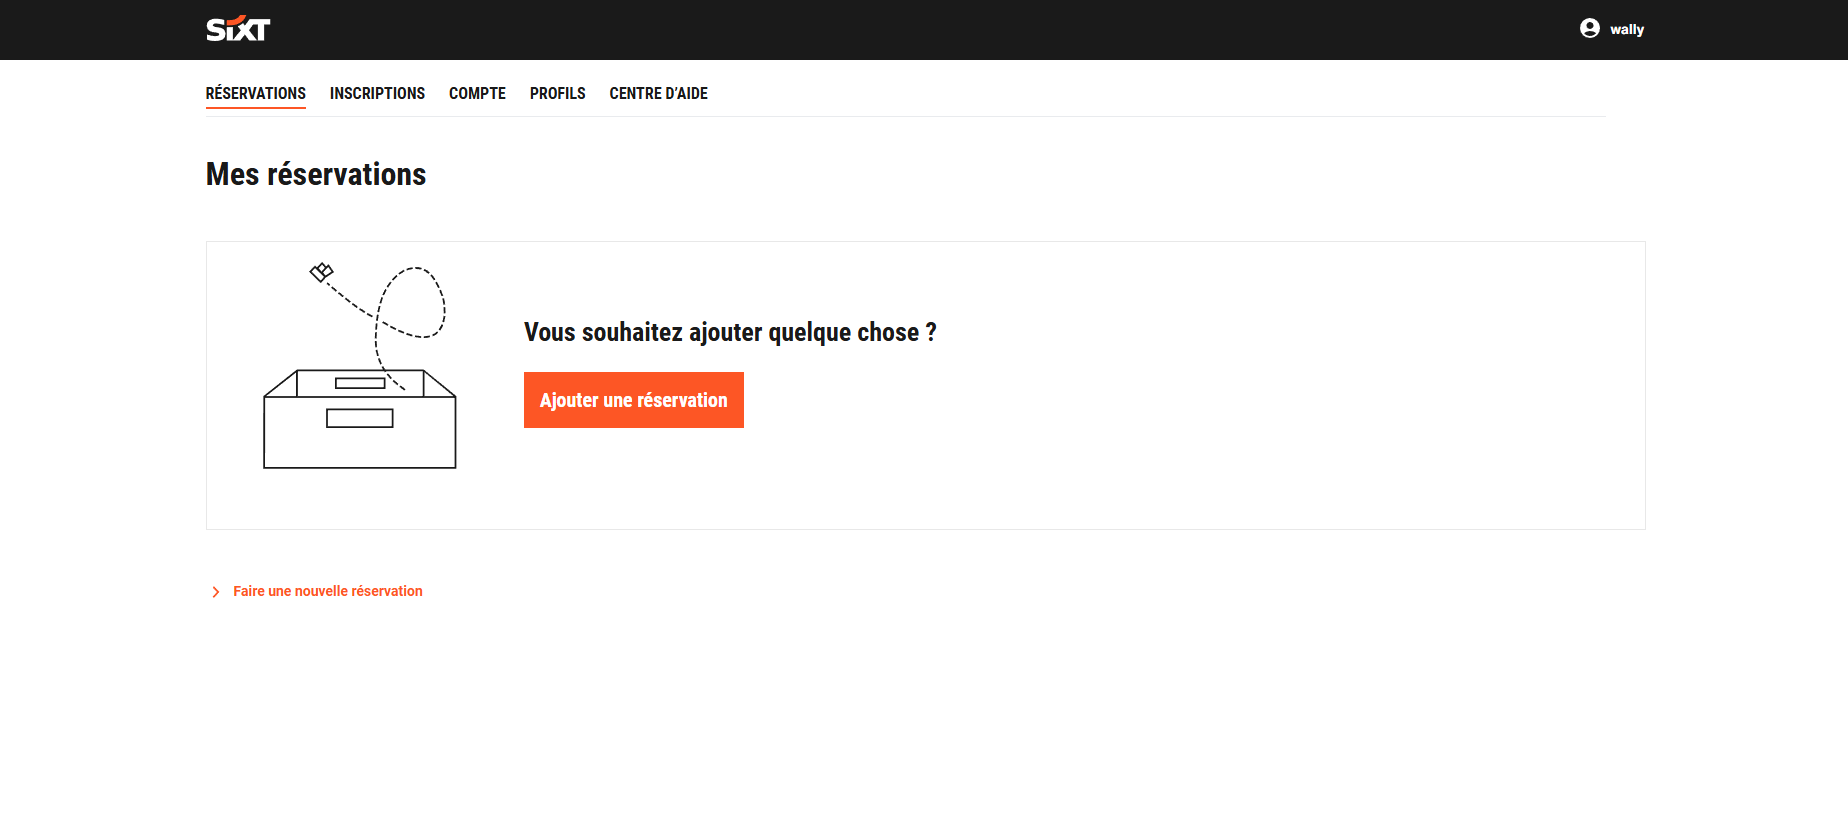 SIXT
wally
RÉSERVATIONS INSCRIPTIONS COMPTE PROFILS CENTRE D’AIDE
Mes réservations
Vous souhaitez ajouter quelque chose ?
Ajouter une réservation
Faire une nouvelle réservation